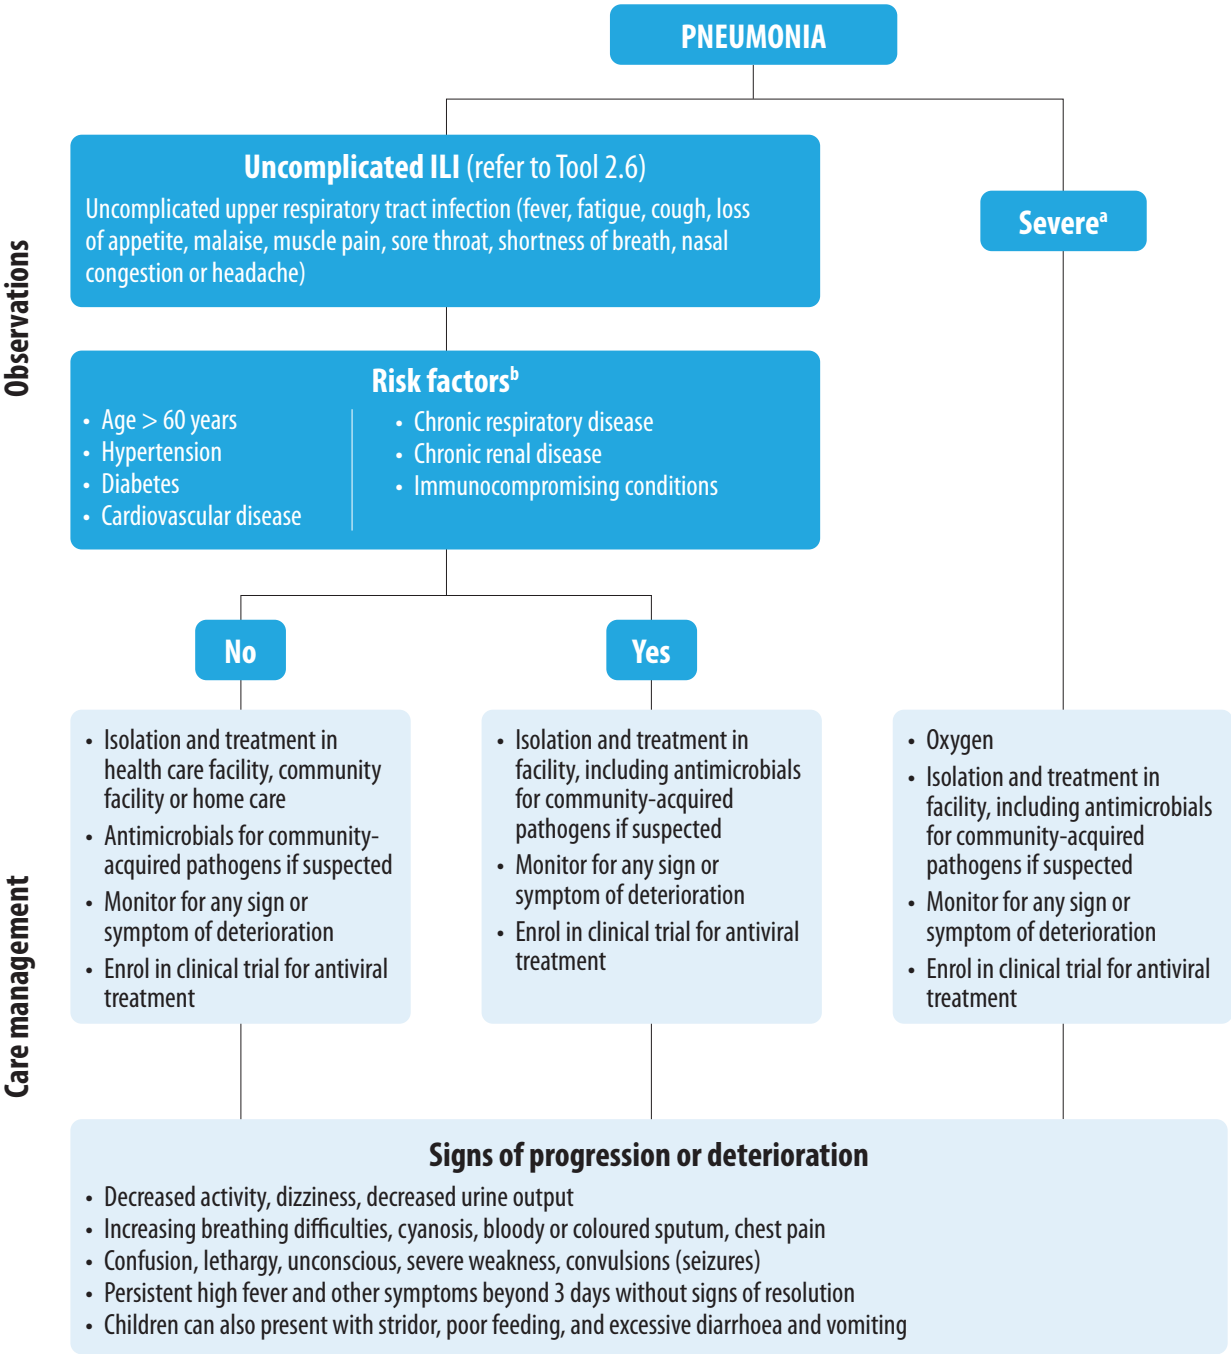 PNEUMONIA
Observations
Uncomplicated ILI (refer to Tool 2.6)
Uncomplicated upper respiratory tract infection (fever, fatigue, cough, loss
of appetite, malaise, muscle pain, sore throat, shortness of breath, nasal
congestion or headache)
Severeᵃ
Risk factorsᵇ
• Age > 60 years
• Hypertension
• Diabetes
• Cardiovascular disease
• Chronic respiratory disease
• Chronic renal disease
• Immunocompromising conditions
No
Yes
Care management
• Isolation and treatment in
health care facility, community
facility or home care
• Antimicrobials for community-
acquired pathogens if suspected
• Monitor for any sign or
symptom of deterioration
• Enrol in clinical trial for antiviral
treatment
• Isolation and treatment in
facility, including antimicrobials
for community-acquired
pathogens if suspected
• Monitor for any sign or
symptom of deterioration
• Enrol in clinical trial for antiviral
treatment
• Oxygen
• Isolation and treatment in
facility, including antimicrobials
for community-acquired
pathogens if suspected
• Monitor for any sign or
symptom of deterioration
• Enrol in clinical trial for antiviral
treatment
Signs of progression or deterioration
• Decreased activity, dizziness, decreased urine output
• Increasing breathing difficulties, cyanosis, bloody or coloured sputum, chest pain
• Confusion, lethargy, unconscious, severe weakness, convulsions (seizures)
• Persistent high fever and other symptoms beyond 3 days without signs of resolution
• Children can also present with stridor, poor feeding, and excessive diarrhoea and vomiting